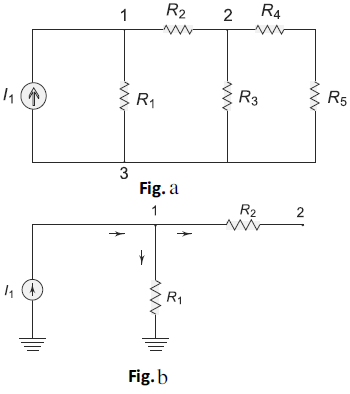 1 R2 2 R4
I1 R1 R3 R5
3
Fig. a
1 R2 2
I1 R1
Fig. b